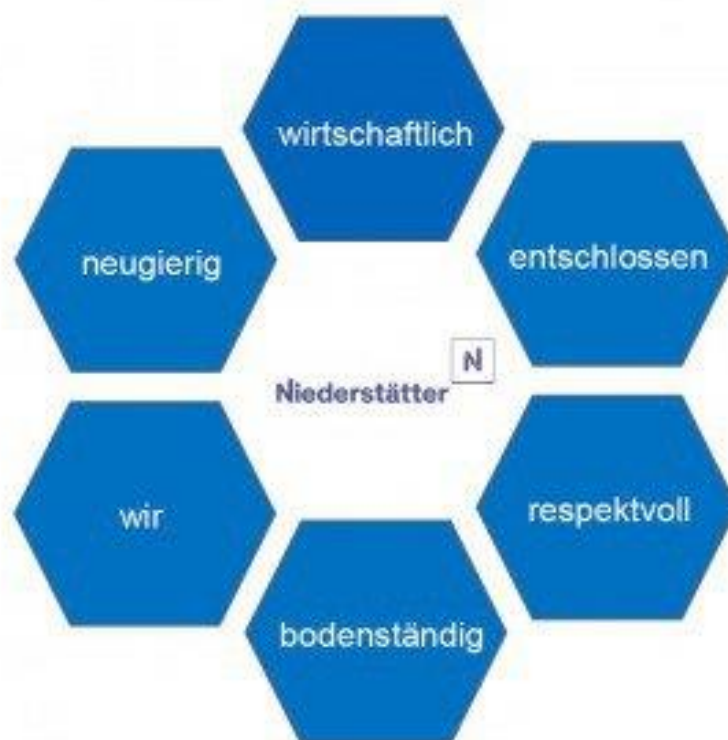 wirtschaftlich
entschlossen
respektvoll
bodenständig
wir
neugierig
N
Niederstätter